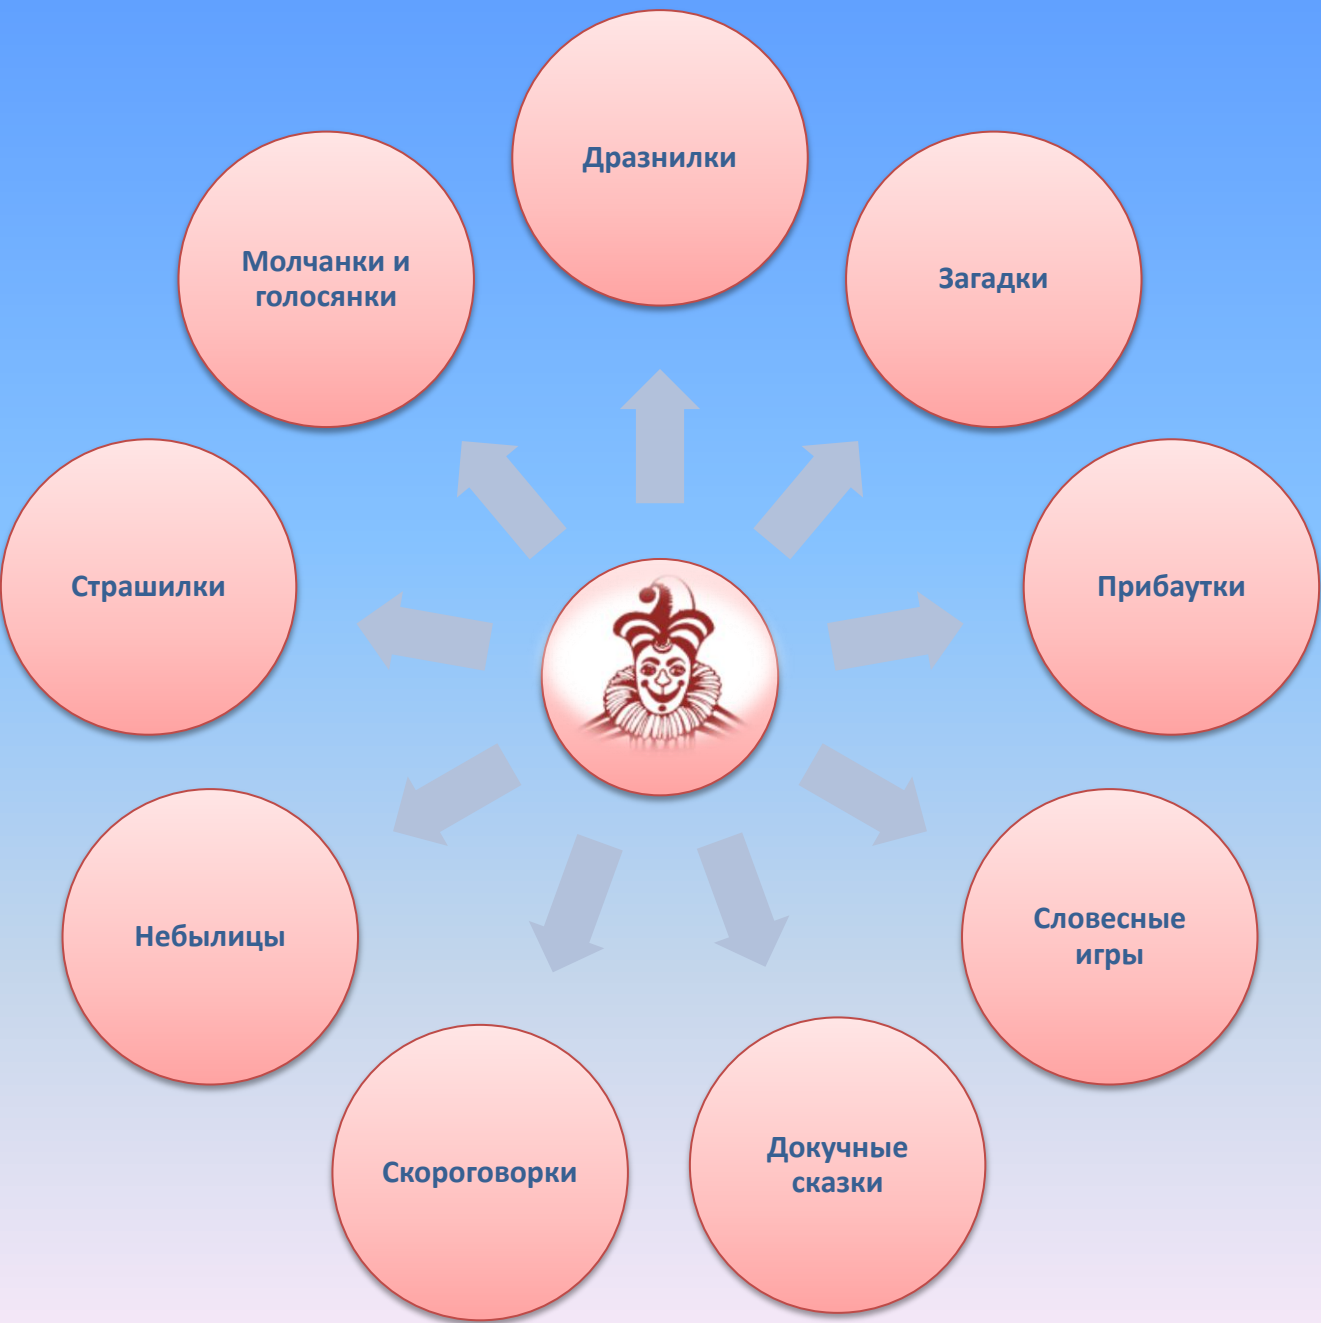 Дразнилки
Загадки
Прибаутки
Словесные
игры
Докучные
сказки
Скороговорки
Небылицы
Страшилки
Молчанки и
голосянки